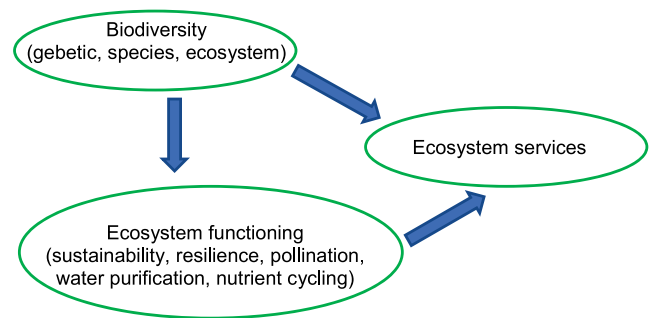 Biodiversity
(gebetic, species, ecosystem)
Ecosystem services
Ecosystem functioning
(sustainability, resilience, pollination,
water purification, nutrient cycling)